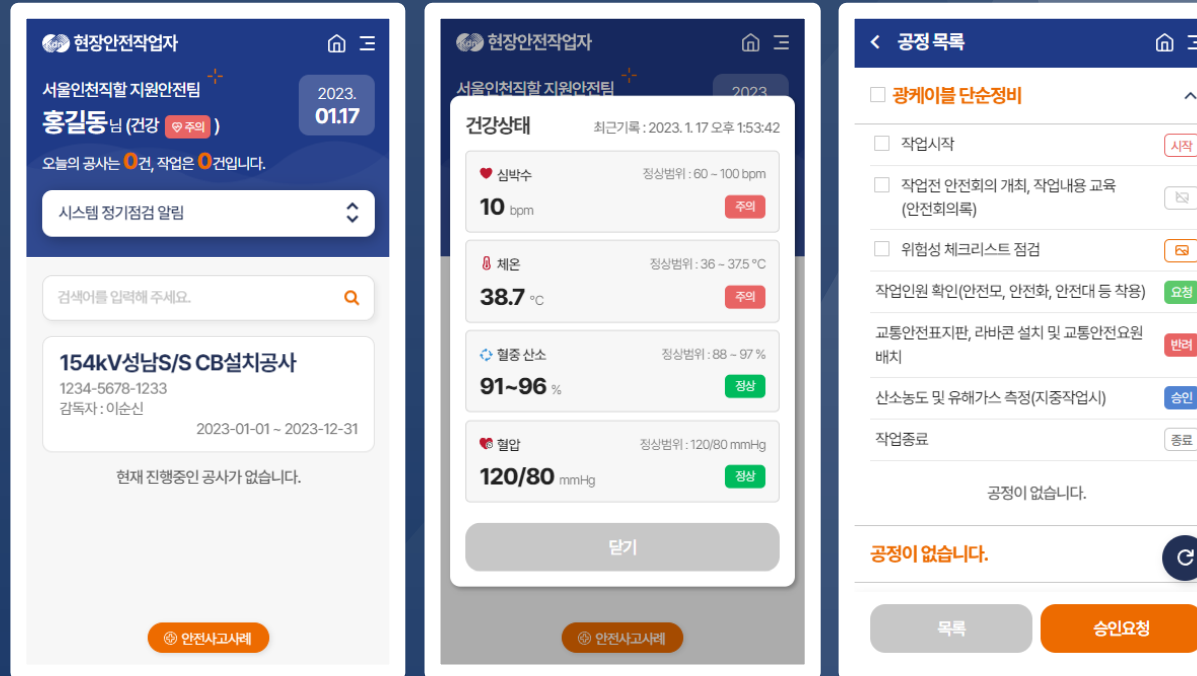 kdn 현장안전작업자
서울인천직할 지원안전팀
홍길동님 (건강 주의 )
2023.
01.17
오늘의 공사는 0건, 작업은 0건입니다.
시스템 정기점검 알림
검색어를 입력해 주세요.
154kV성남S/S CB설치공사
1234-5678-1233
감독자 : 이순신
2023-01-01 ~ 2023-12-31
현재 진행중인 공사가 없습니다.
안전사고사례
kdn 현장안전작업자
서울인천직할 지원안전팀
2023
건강상태
최근기록 : 2023. 1. 17 오후 1:53:42
심박수
정상범위 : 60 ~ 100 bpm
10 bpm
주의
체온
정상범위 : 36 ~ 37.5 °C
38.7 °C
주의
혈중 산소
정상범위 : 88 ~ 97 %
91~96 %
정상
혈압
정상범위 : 120/80 mmHg
120/80 mmHg
정상
닫기
안전사고사례
공정 목록
광케이블 단순정비
작업시작
시작
작업전 안전회의 개최, 작업내용 교육
(안전회의록)
위험성 체크리스트 점검
작업인원 확인(안전모, 안전화, 안전대 등 착용)
요청
교통안전표지판, 라바콘 설치 및 교통안전요원
배치
반려
산소농도 및 유해가스 측정(지중작업시)
승인
작업종료
종료
공정이 없습니다.
공정이 없습니다.
목록
승인요청